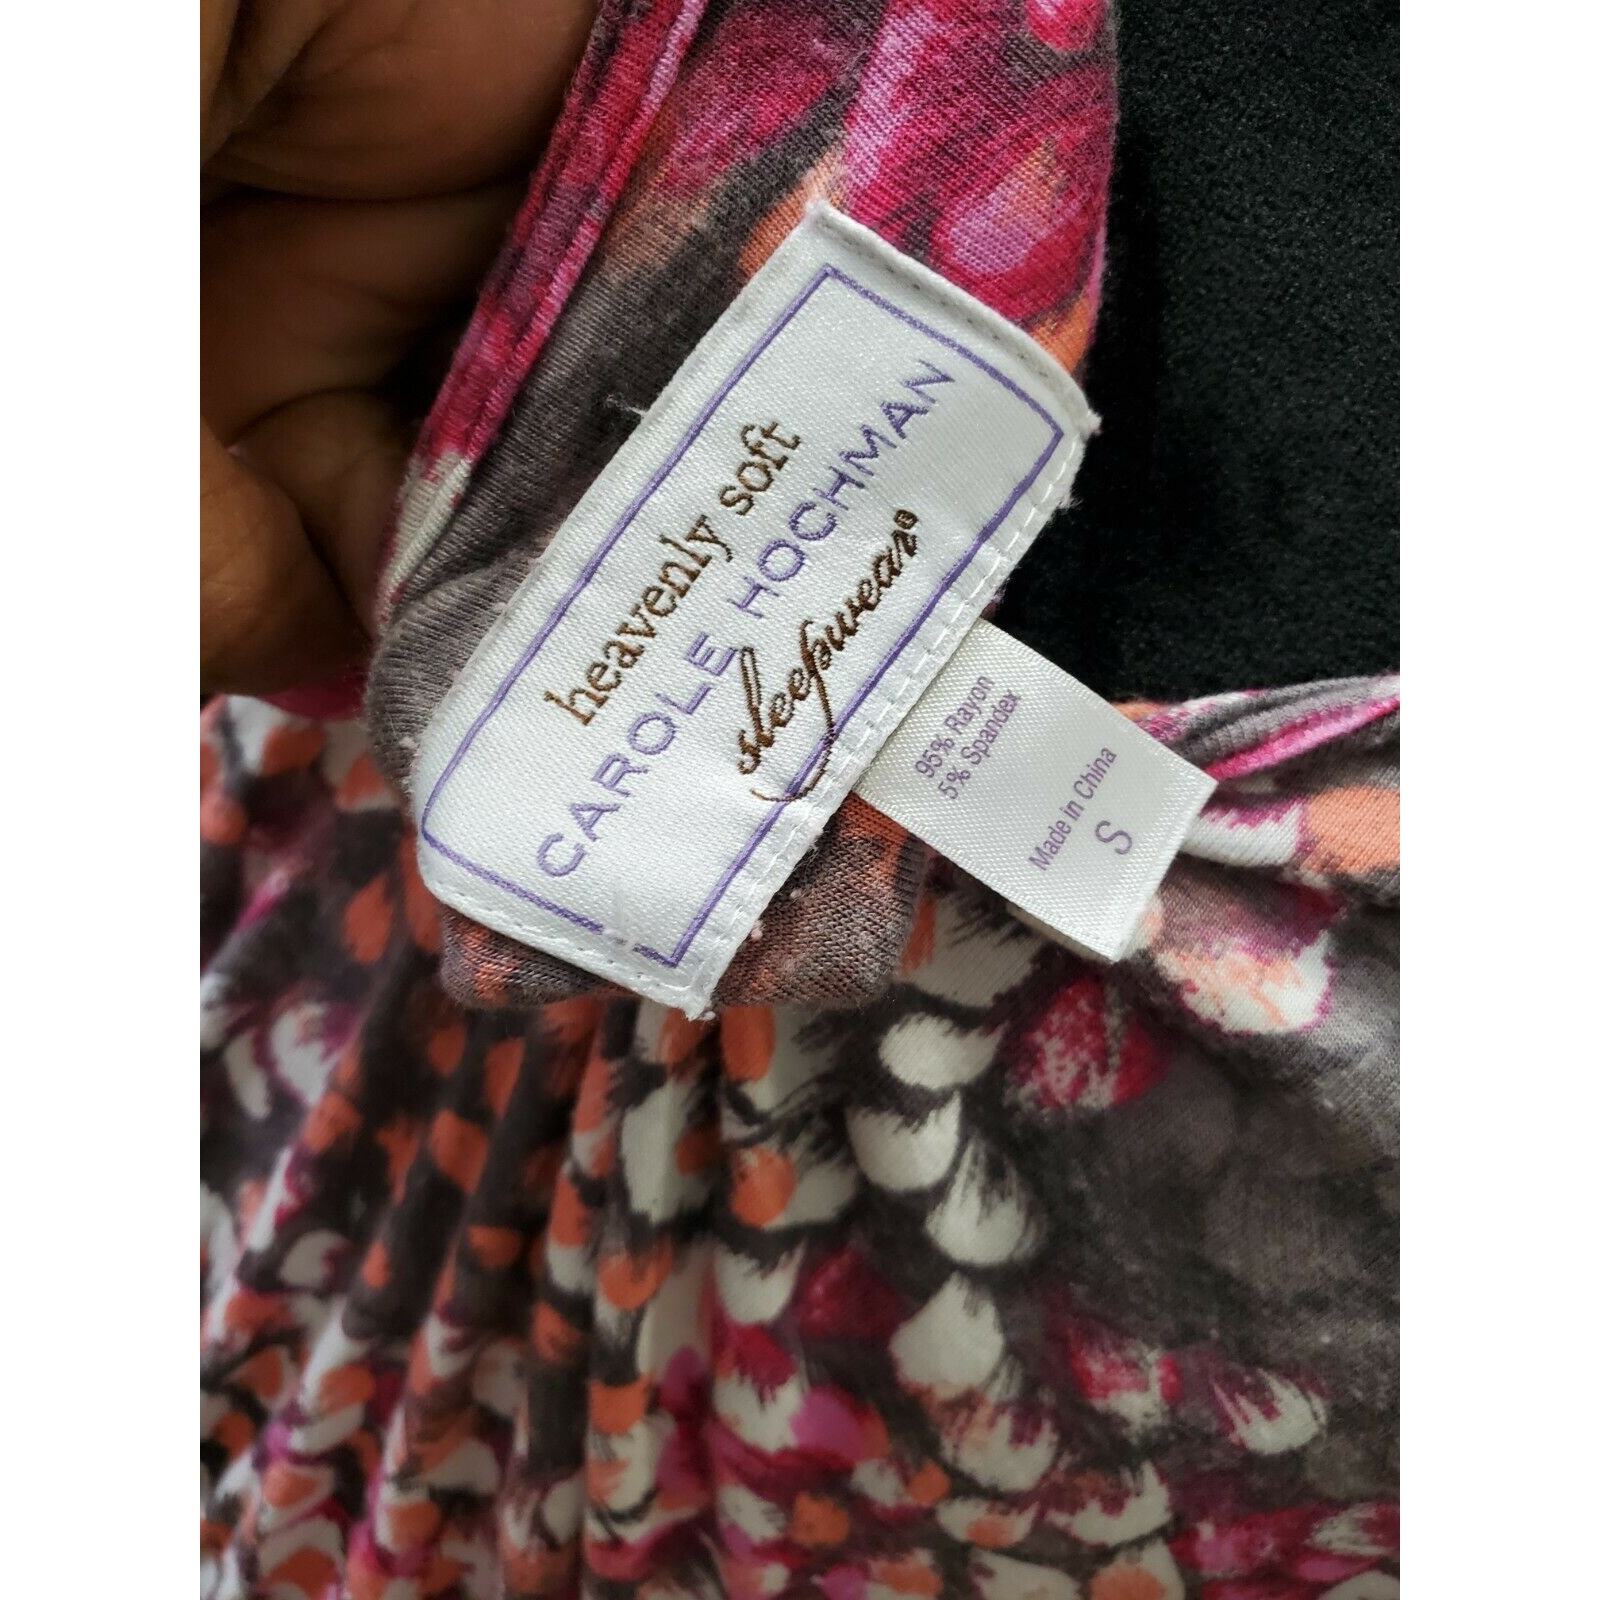 heavenly soft
CAROLE HOCHMAN
sleepwear®
95% Rayon
5% Spandex
Made in China
S